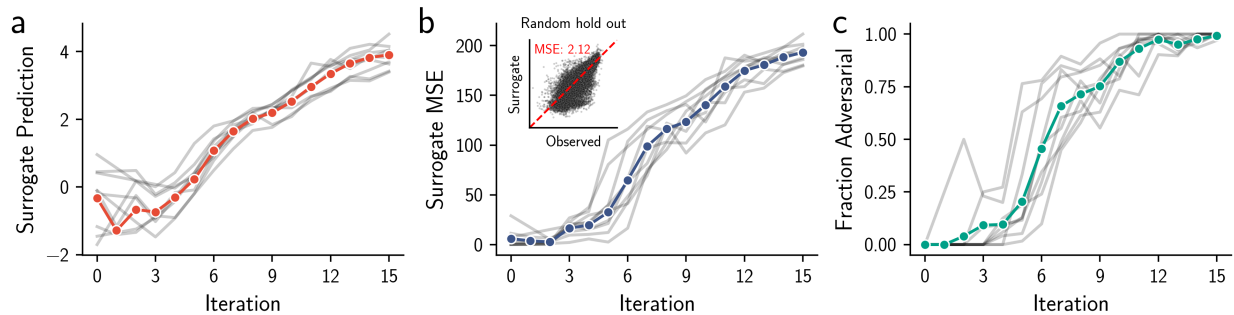 a
Surrogate Prediction
4
2
0
−2
0 3 6 9 12 15
Iteration
b
Surrogate MSE
200
150
100
50
0
Random hold out
MSE: 2.12
Surrogate
Observed
0 3 6 9 12 15
Iteration
c
Fraction Adversarial
1.00
0.75
0.50
0.25
0.00
0 3 6 9 12 15
Iteration